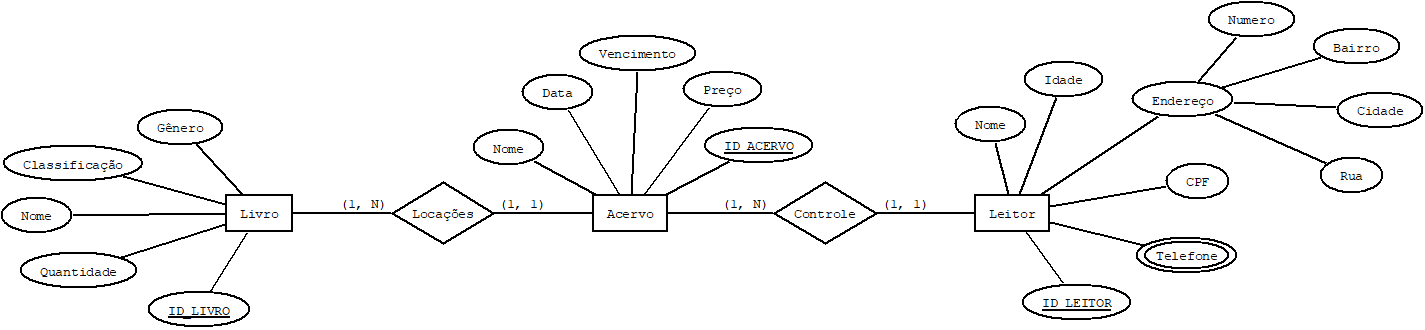 Numero
Bairro
Vencimento
Idade
Endereço
Data
Preço
Cidade
Gênero
Nome
Nome
ID_ACERVO
Classificação
CPF
Rua
Nome
Livro
(1, N)
Locações
(1, 1)
Acervo
(1, N)
Controle
(1, 1)
Leitor
Quantidade
Telefone
ID_LIVRO
ID_LEITOR